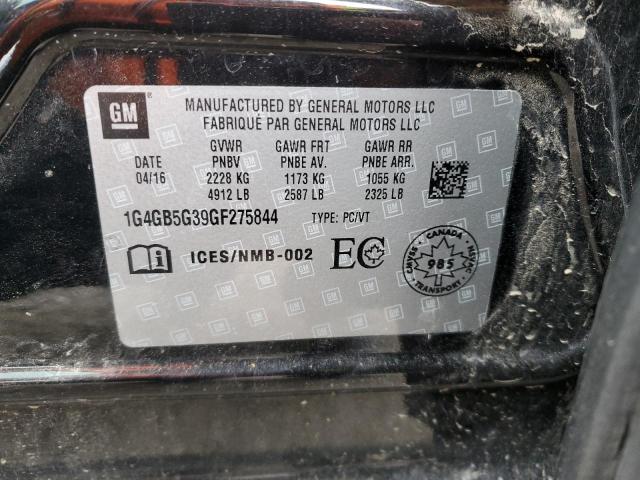 GM
MANUFACTURED BY GENERAL MOTORS LLC
FABRIQUÉ PAR GENERAL MOTORS LLC
GVWR GAWR FRT GAWR RR
DATE PNBV PNBE AV. PNBE ARR.
04/16 2228 KG 1173 KG 1055 KG
4912 LB 2587 LB 2325 LB
1G4GB5G39GF275844 TYPE: PC/VT
ICES/NMB-002 EC
CANADA
CMVSS 985 NSVAC
TRANSPORT